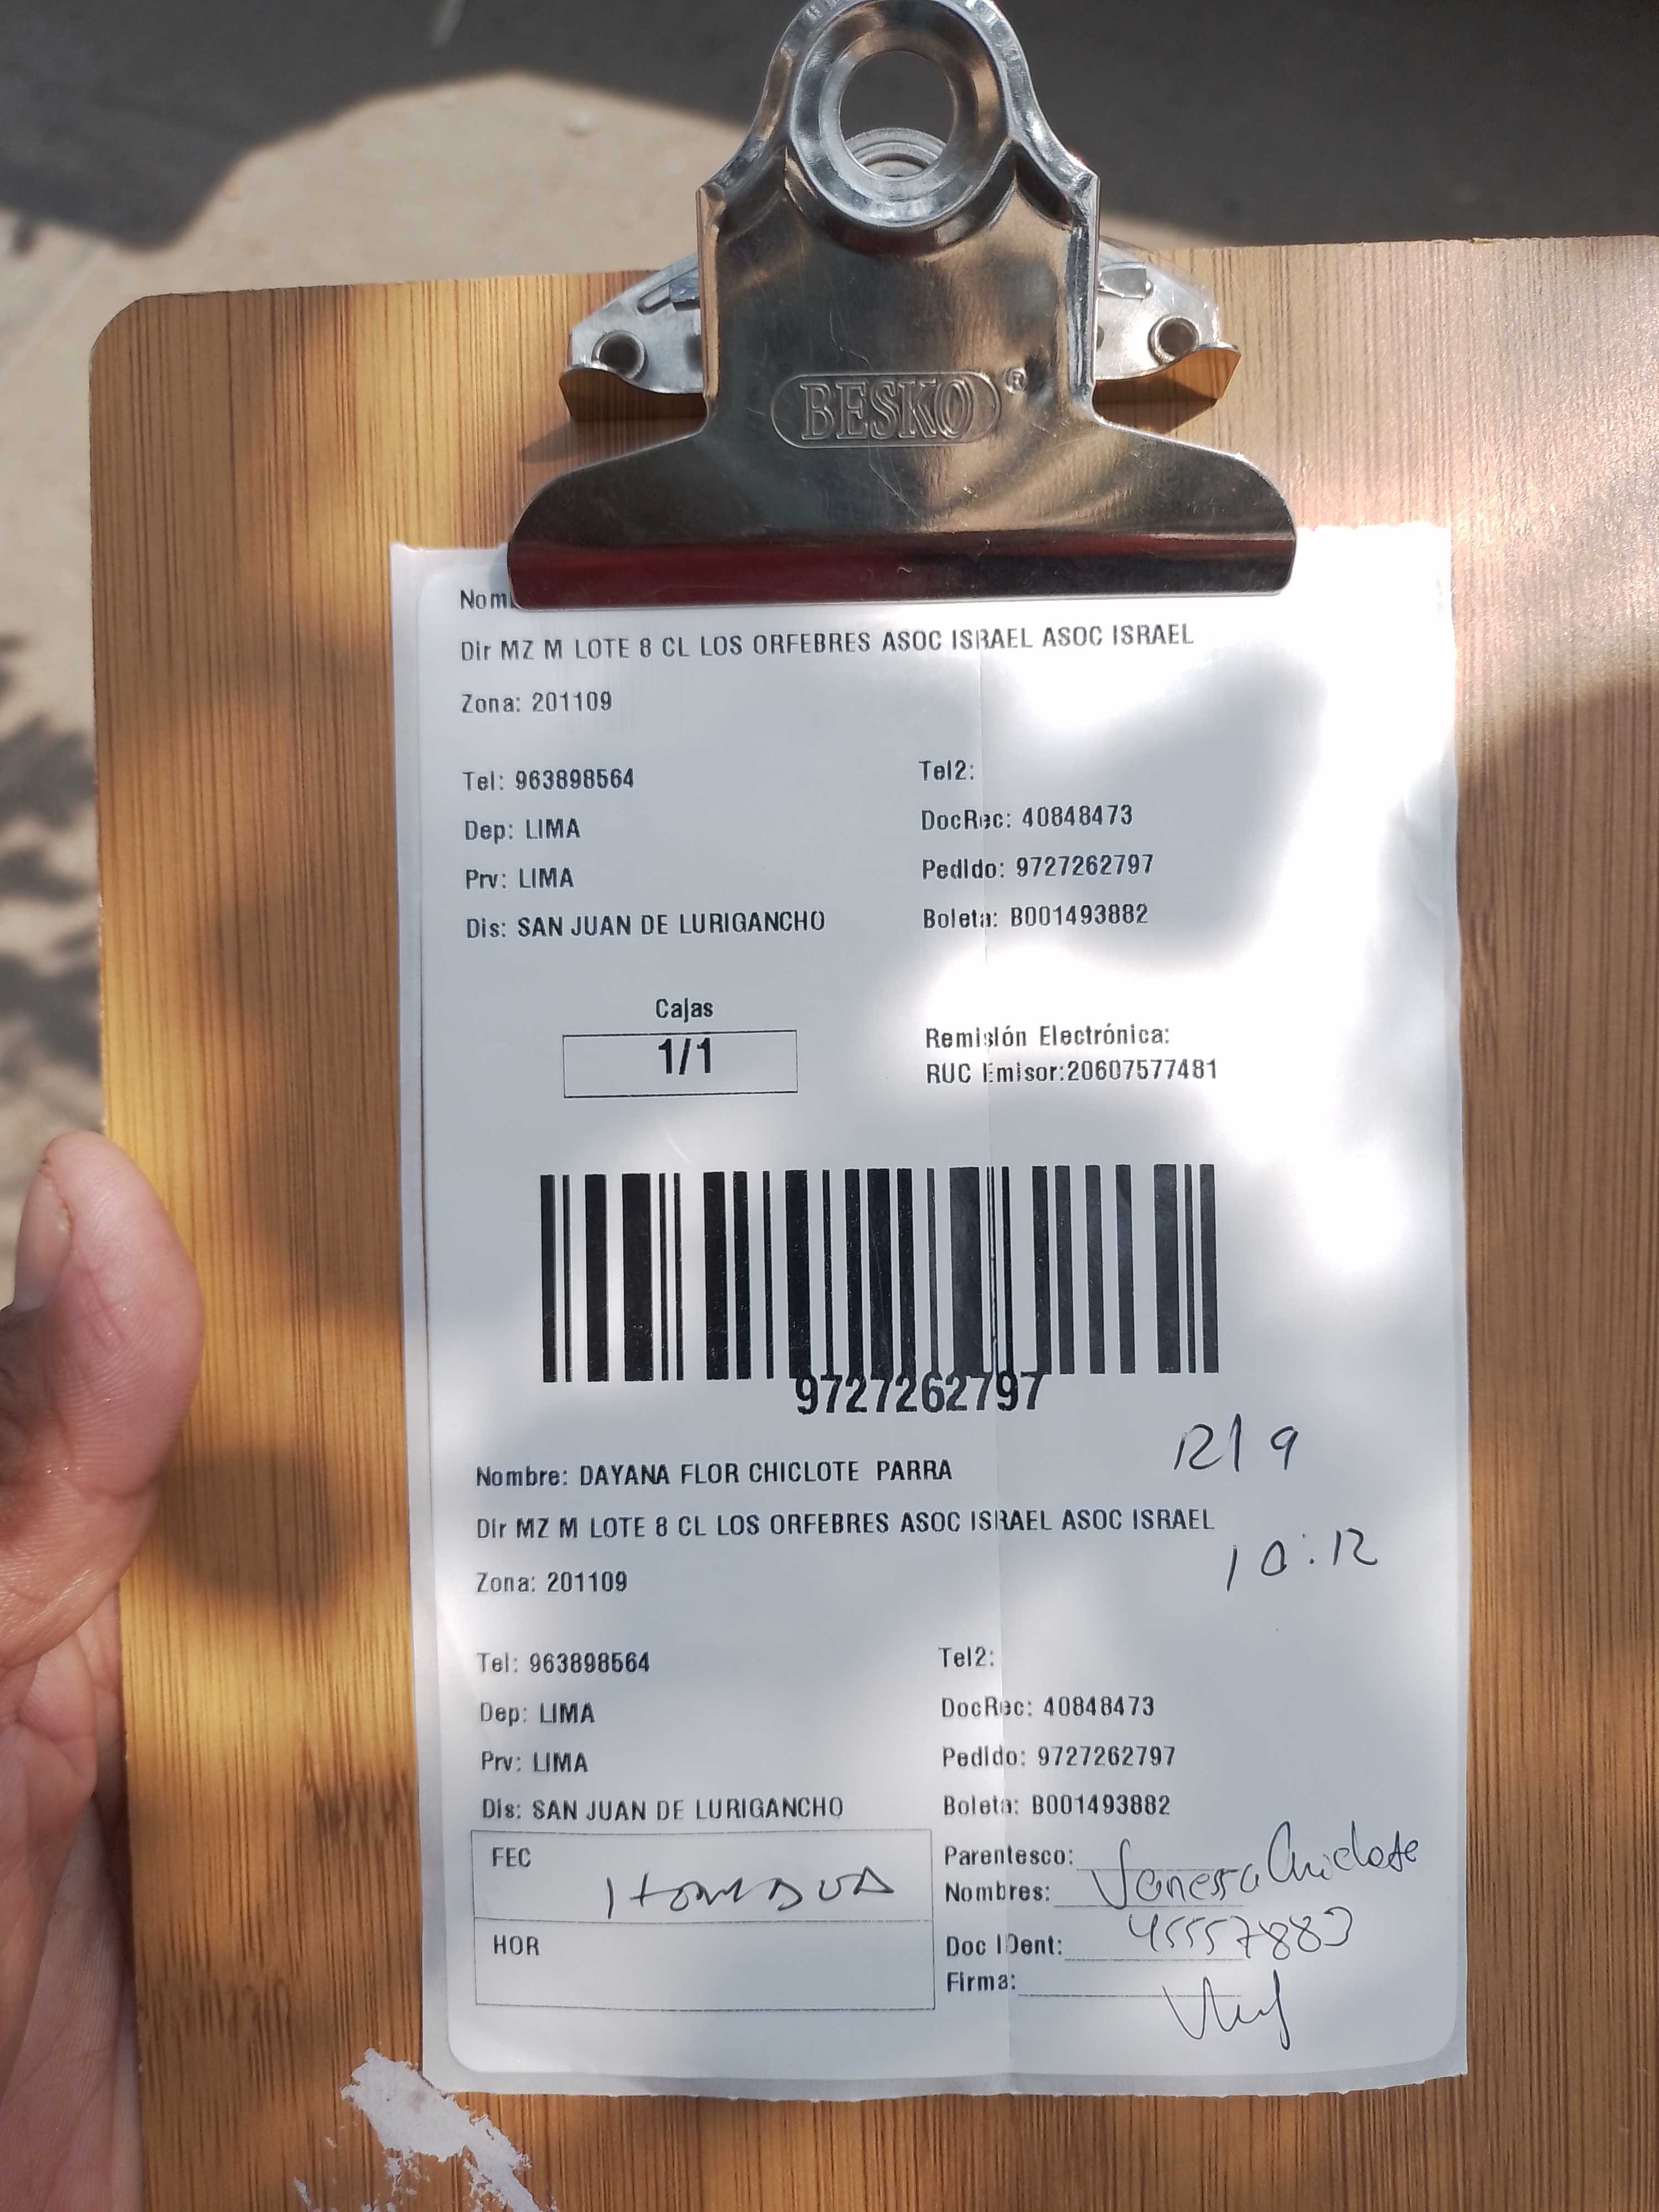 BESKO ®
Nom
Dir MZ M LOTE 8 CL LOS ORFEBRES ASOC ISRAEL ASOC ISRAEL
Zona: 201109
Tel: 963898564
Tel2:
Dep: LIMA
DocRec: 40848473
Prv: LIMA
Pedido: 9727262797
Dis: SAN JUAN DE LURIGANCHO
Boleta: B001493882
Cajas
1/1
Remisión Electrónica:
RUC Emisor:20607577481
9727262797
12/9
Nombre: DAYANA FLOR CHICLOTE PARRA
Dir MZ M LOTE 8 CL LOS ORFEBRES ASOC ISRAEL ASOC ISRAEL
10:12
Zona: 201109
Tel: 963898564
Tel2:
Dep: LIMA
DocRec: 40848473
Prv: LIMA
Pedido: 9727262797
Dis: SAN JUAN DE LURIGANCHO
Boleta: B001493882
FEC
HOR
Parentesco:
Nombres: Vanessa Chiclote
Doc IDent: 45557883
Firma: